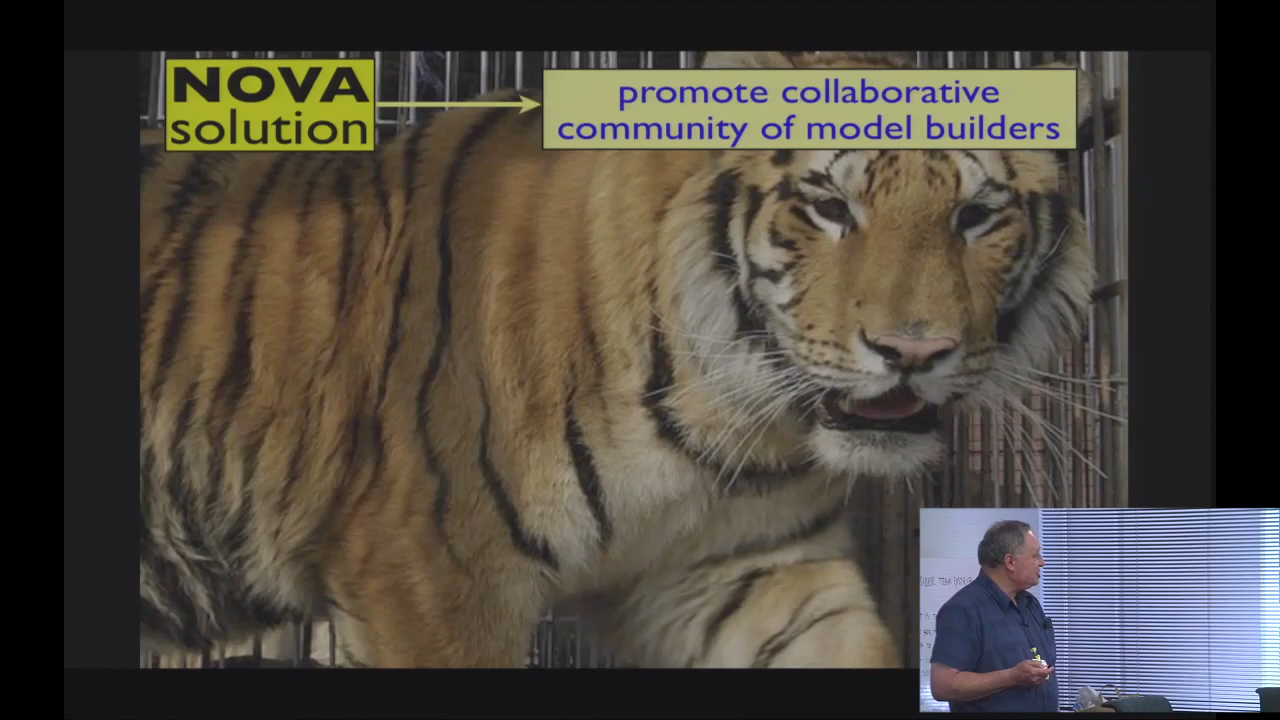 NOVA
solution
promote collaborative
community of model builders